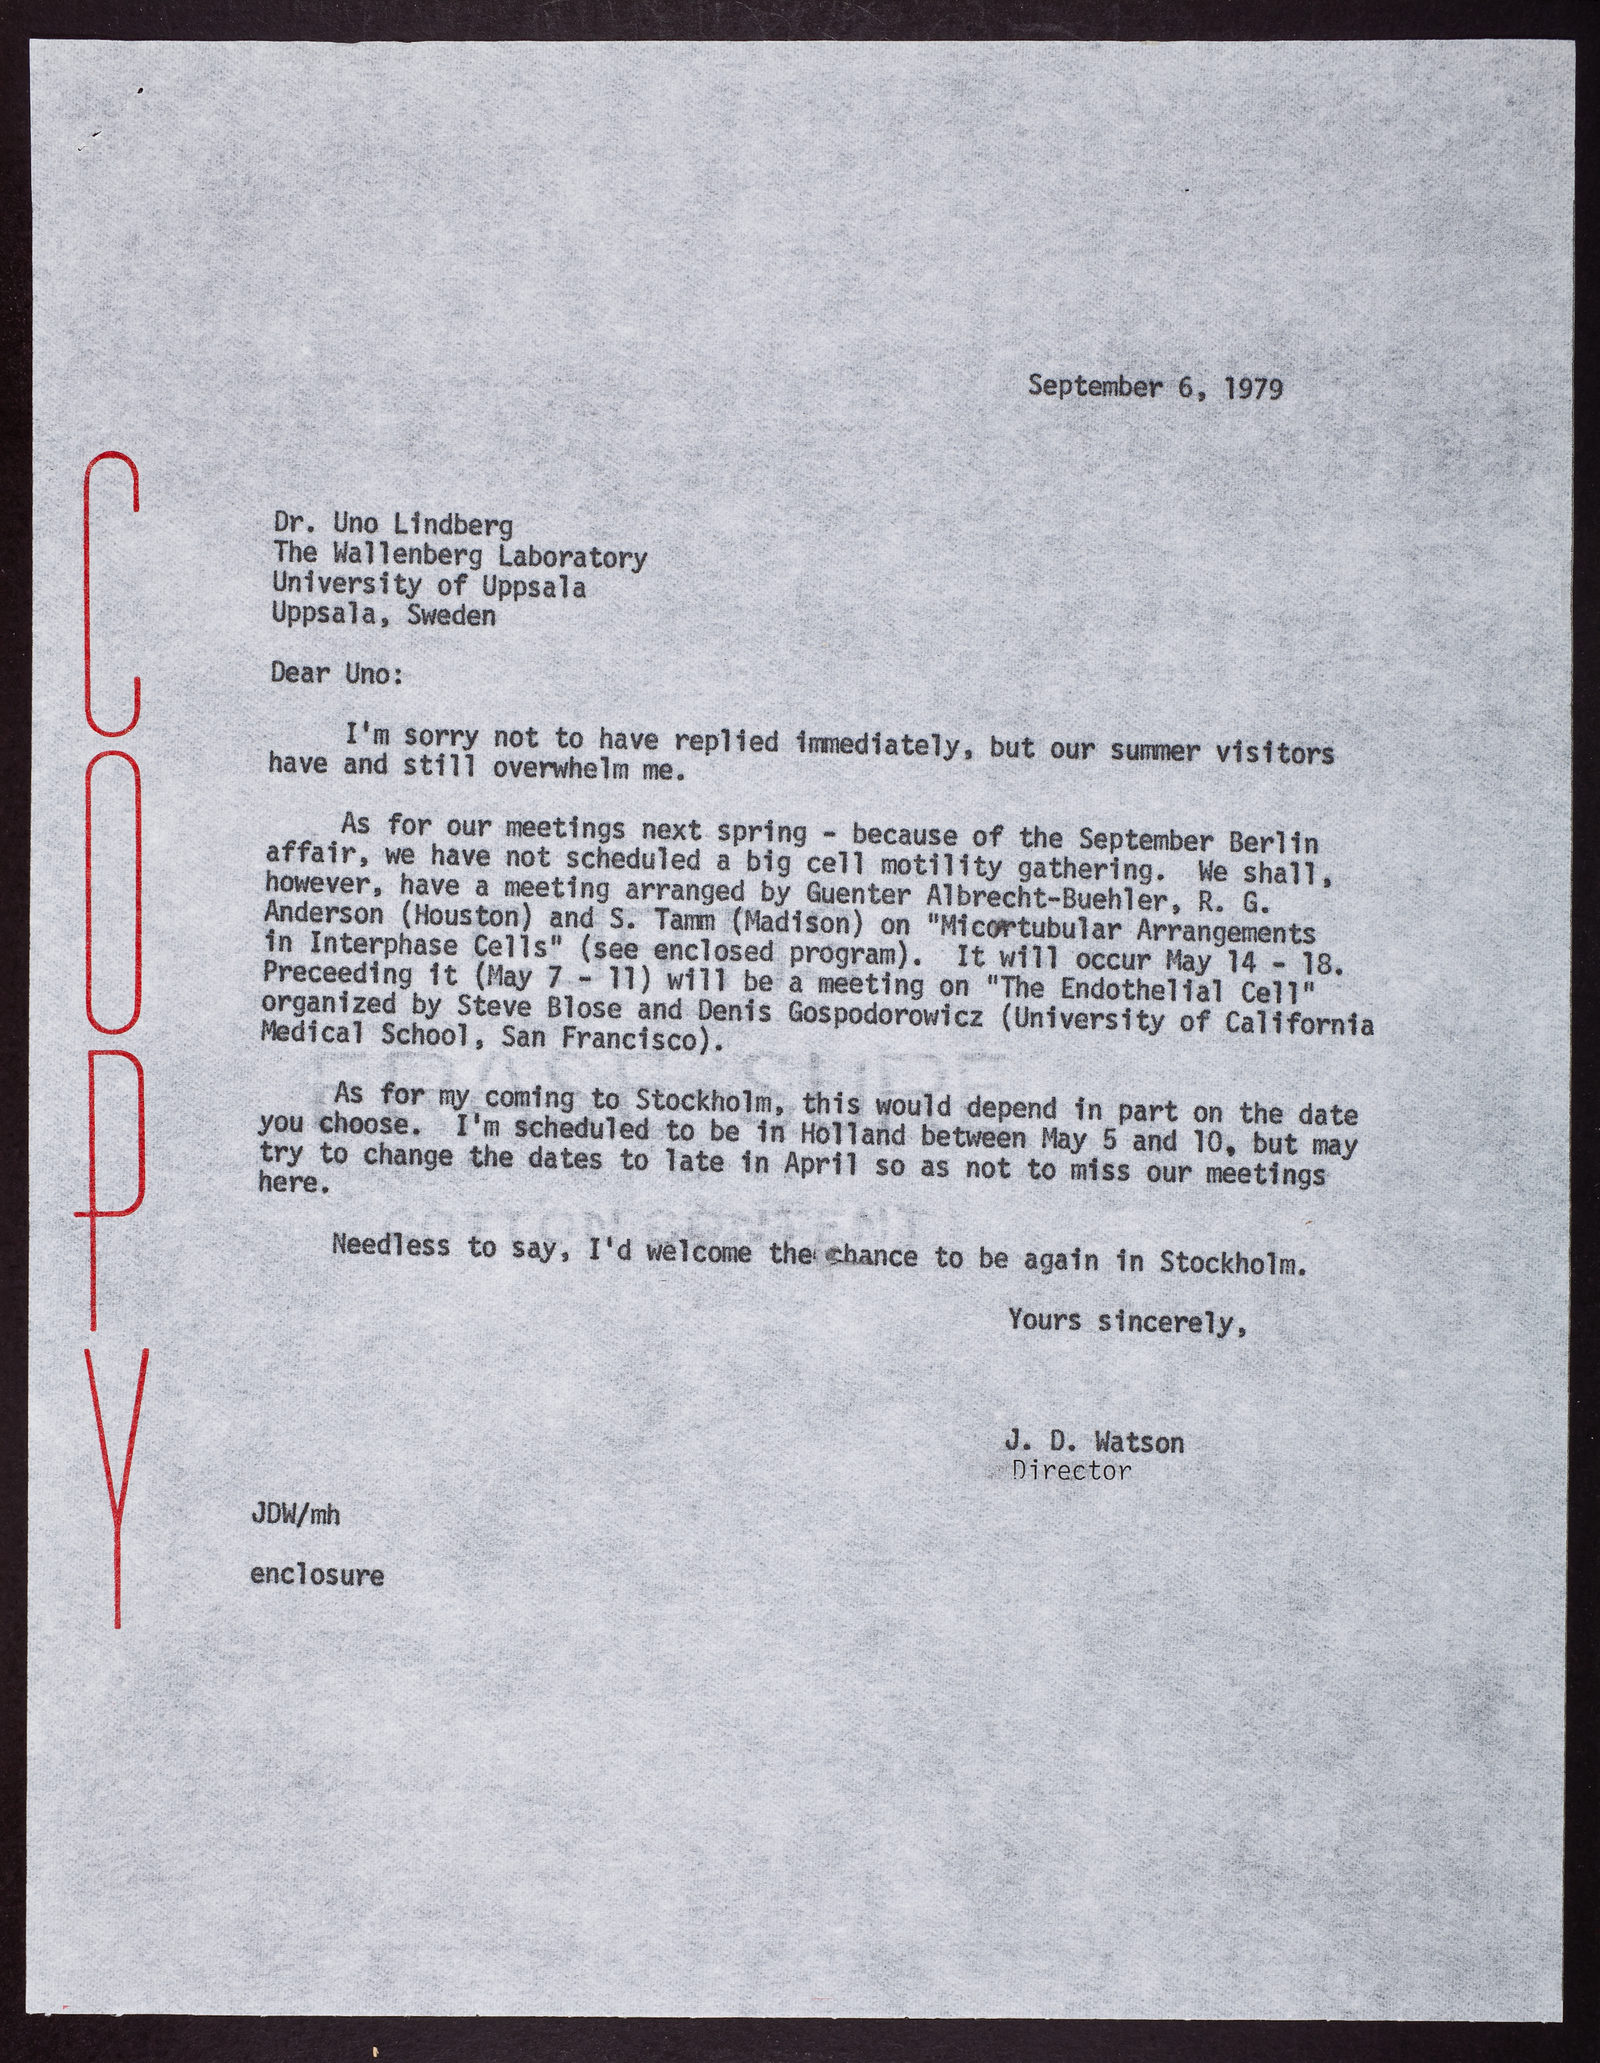 September 6, 1979
COPY
Dr. Uno Lindberg
The Wallenberg Laboratory
University of Uppsala
Uppsala, Sweden
Dear Uno:
I'm sorry not to have replied immediately, but our summer visitors
have and still overwhelm me.
As for our meetings next spring - because of the September Berlin
affair, we have not scheduled a big cell motility gathering. We shall,
however, have a meeting arranged by Guenter Albrecht-Buehler, R. G.
Anderson (Houston) and S. Tamm (Madison) on "Micortubular Arrangements
in Interphase Cells" (see enclosed program). It will occur May 14 - 18.
Preceeding it (May 7 - 11) will be a meeting on "The Endothelial Cell"
organized by Steve Blose and Denis Gospodorowicz (University of California
Medical School, San Francisco).
As for my coming to Stockholm, this would depend in part on the date
you choose. I'm scheduled to be in Holland between May 5 and 10, but may
try to change the dates to late in April so as not to miss our meetings
here.
Needless to say, I'd welcome the chance to be again in Stockholm.
Yours sincerely,
J. D. Watson
Director
JDW/mh
enclosure